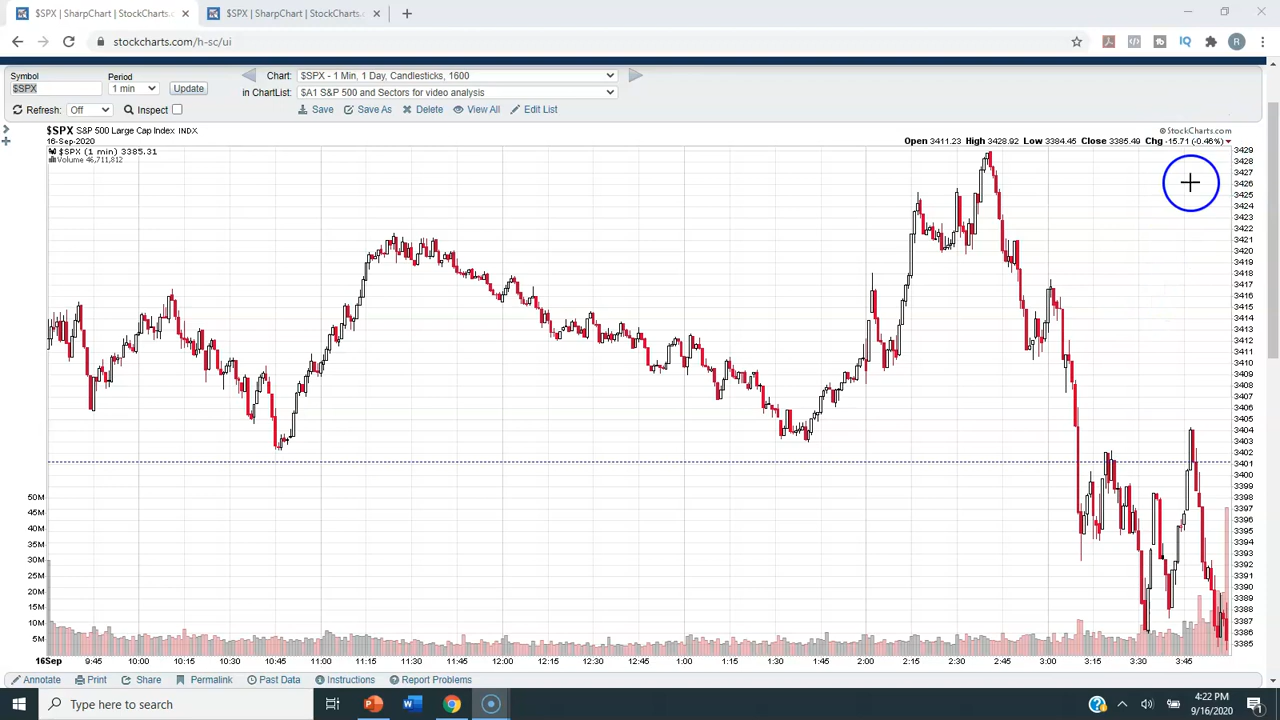 $SPX | SharpChart | StockCharts.c
$SPX | SharpChart | StockCharts.c
stockcharts.com/h-sc/ui
Symbol
Period
Chart: $SPX - 1 Min, 1 Day, Candlesticks, 1600
$SPX
1 min
Update
in ChartList: $A1 S&P 500 and Sectors for video analysis
Refresh: Off
Inspect
Save
Save As
Delete
View All
Edit List
$SPX S&P 500 Large Cap Index INDX
© StockCharts.com
16-Sep-2020
Open 3411.23 High 3428.92 Low 3384.45 Close 3385.49 Chg -15.71 (-0.46%)
$SPX (1 min) 3385.31
Volume 46,711,812
3429
3428
3427
3426
3425
3424
3423
3422
3421
3420
3419
3418
3417
3416
3415
3414
3413
3412
3411
3410
3409
3408
3407
3406
3405
3404
3403
3402
3401
3400
3399
3398
3397
3396
3395
3394
3393
3392
3391
3390
3389
3388
3387
3386
3385
50M
45M
40M
35M
30M
25M
20M
15M
10M
5M
16Sep 9:45 10:00 10:15 10:30 10:45 11:00 11:15 11:30 11:45 12:00 12:15 12:30 12:45 1:00 1:15 1:30 1:45 2:00 2:15 2:30 2:45 3:00 3:15 3:30 3:45
Annotate
Print
Share
Permalink
Past Data
Instructions
Report Problems
Type here to search
4:22 PM
9/16/2020